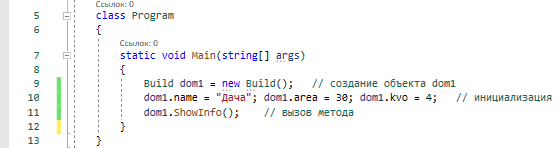 Ссылок: 0
5 class Program
6 {
Ссылок: 0
7 static void Main(string[] args)
8 {
9 Build dom1 = new Build(); // создание объекта dom1
10 dom1.name = "Дача"; dom1.area = 30; dom1.kvo = 4; // инициализация
11 dom1.ShowInfo(); // вызов метода
12 }
13 }